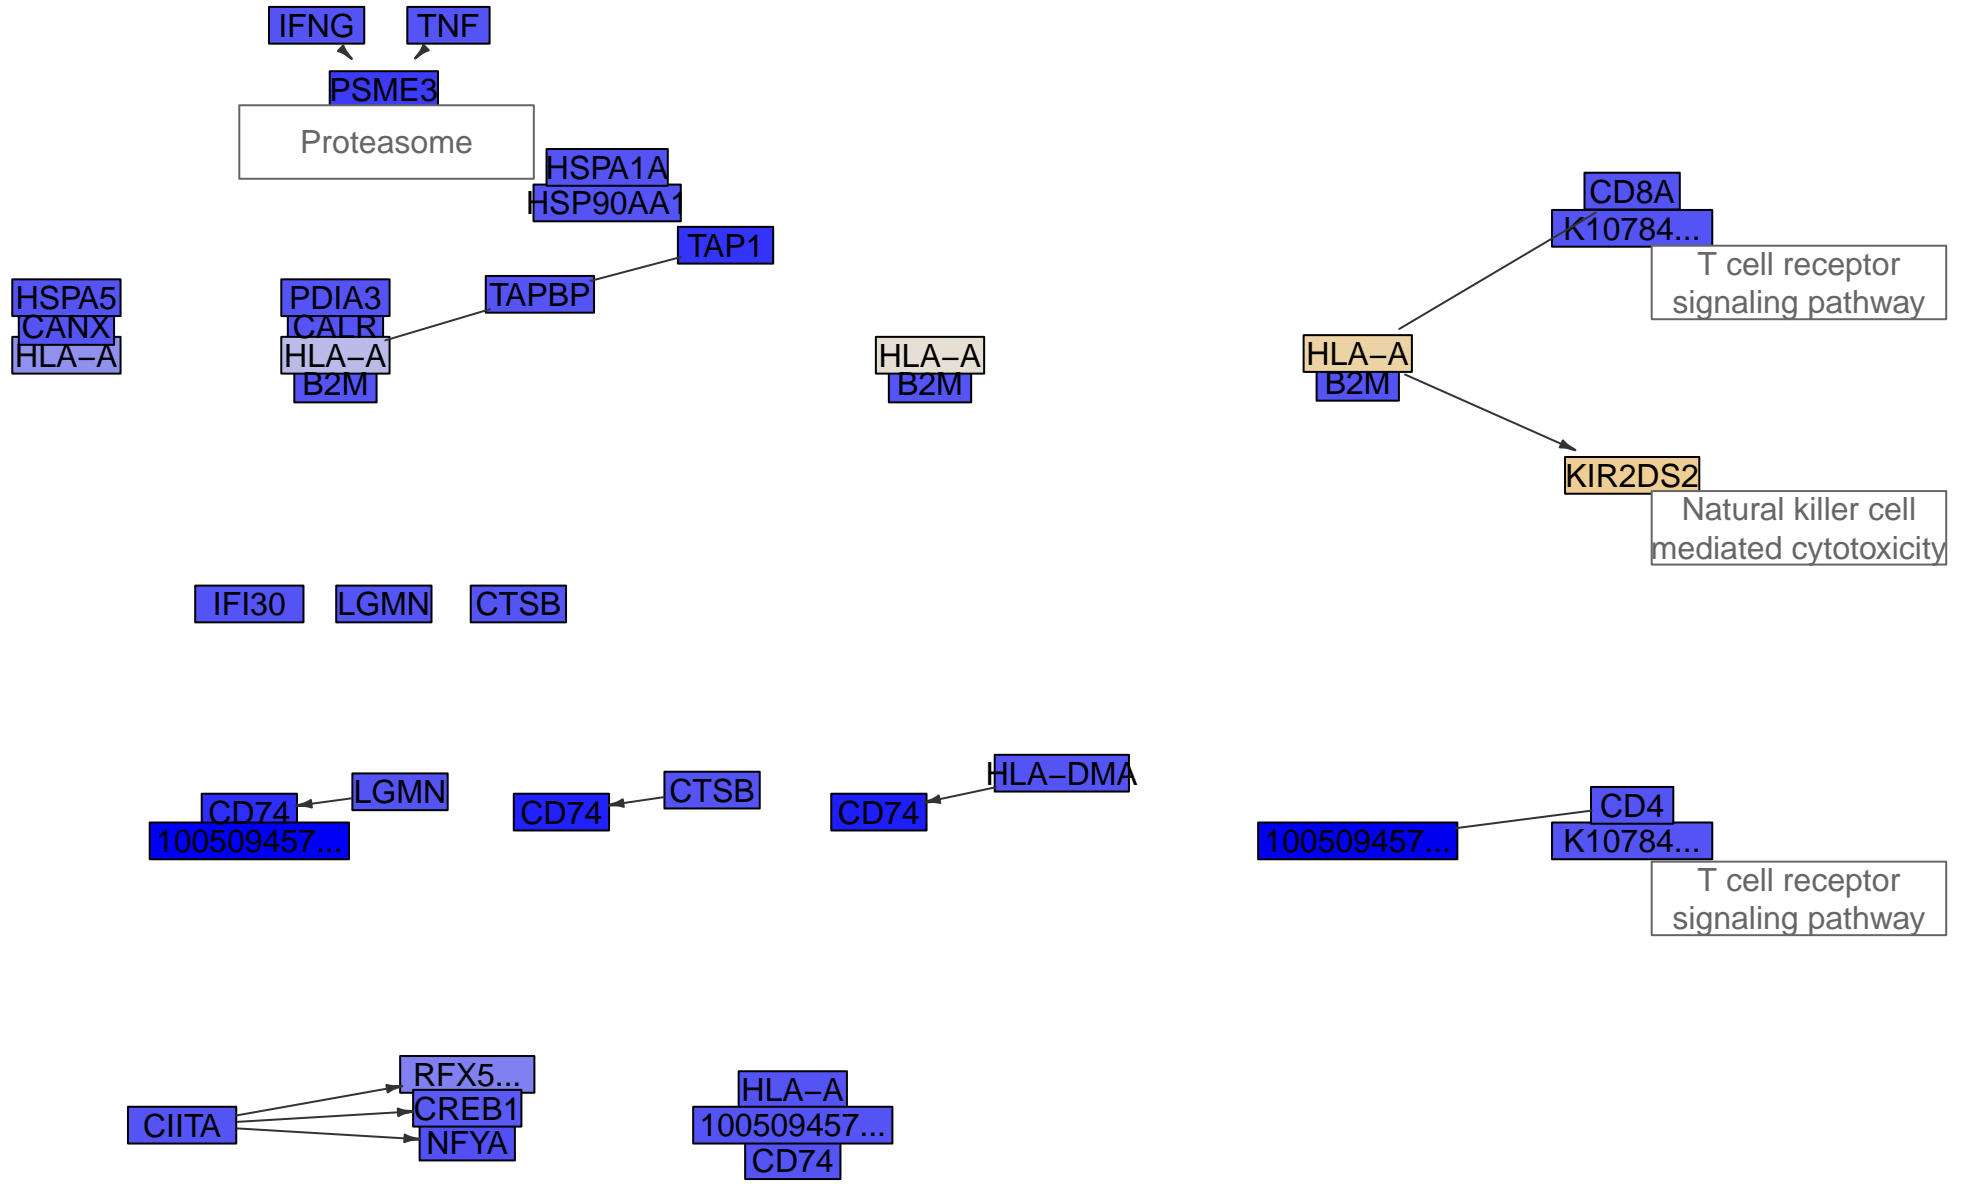 IFNG
TNF
PSME3
Proteasome
HSPA1A
HSP90AA1
TAP1
TAPBP
CD8A
K10784...
T cell receptor
signaling pathway
HSPA5
CANX
HLA−A
PDIA3
CALR
HLA−A
B2M
HLA−A
B2M
HLA−A
B2M
KIR2DS2
Natural killer cell
mediated cytotoxicity
IFI30
LGMN
CTSB
CD74
100509457...
LGMN
CD74
CTSB
CD74
HLA−DMA
100509457...
CD4
K10784...
T cell receptor
signaling pathway
CIITA
RFX5...
CREB1
NFYA
HLA−A
100509457...
CD74